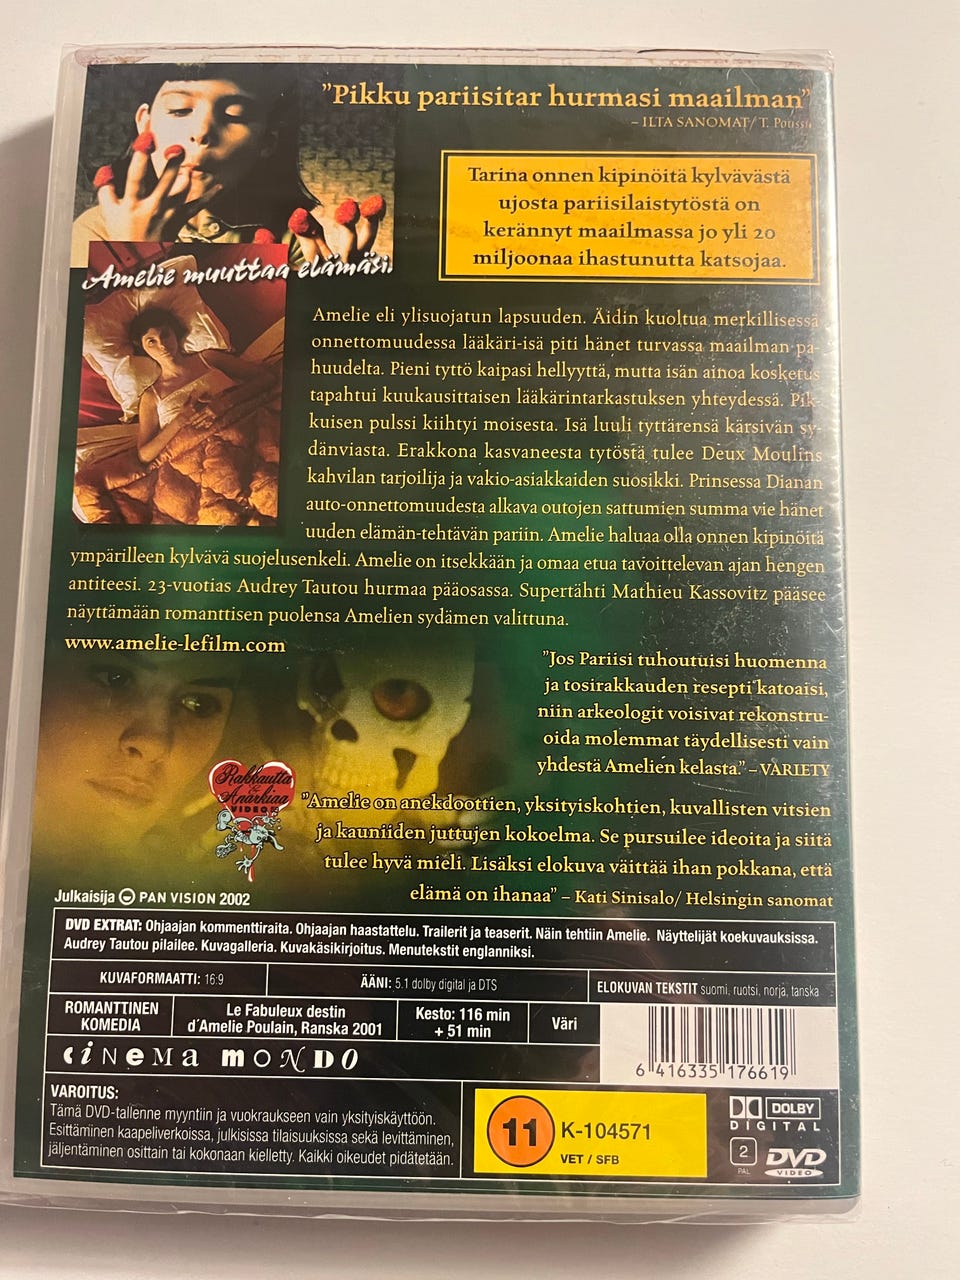 "Pikku pariisitar hurmasi maailman"
– ILTA SANOMAT/ T. Poussu
Tarina onnen kipinöitä kylvävästä
ujosta pariisilaistytöstä on
kerännyt maailmassa jo yli 20
miljoonaa ihastunutta katsojaa.
Amelie muuttaa elämäsi.
Amelie eli ylisuojatun lapsuuden. Äidin kuoltua merkillisessä
onnettomuudessa lääkäri-isä piti hänet turvassa maailman pa-
huudelta. Pieni tyttö kaipasi hellyyttä, mutta isän ainoa kosketus
tapahtui kuukausittaisen lääkärintarkastuksen yhteydessä. Pik-
kuisen pulssi kiihtyi moisesta. Isä luuli tyttärensä kärsivän sy-
dänviasta. Erakkona kasvaneesta tytöstä tulee Deux Moulins
kahvilan tarjoilija ja vakio-asiakkaiden suosikki. Prinsessa Dianan
auto-onnettomuudesta alkava outojen sattumien summa vie hänet
uuden elämän-tehtävän pariin. Amelie haluaa olla onnen kipinöitä
ympärilleen kylvävä suojelusenkeli. Amelie on itsekkään ja omaa etua tavoittelevan ajan hengen
antiteesi. 23-vuotias Audrey Tautou hurmaa pääosassa. Supertähti Mathieu Kassovitz pääsee
näyttämään romanttisen puolensa Amelien sydämen valittuna.
www.amelie-lefilm.com
"Jos Pariisi tuhoutuisi huomenna
ja tosirakkauden resepti katoaisi,
niin arkeologit voisivat rekonstru-
oida molemmat täydellisesti vain
yhdestä Amelien kelasta." – VARIETY
Rakkautta
&
Anarkiaa
VIDEO
"Amelie on anekdoottien, yksityiskohtien, kuvallisten vitsien
ja kauniiden juttujen kokoelma. Se pursuilee ideoita ja siitä
tulee hyvä mieli. Lisäksi elokuva väittää ihan pokkana, että
elämä on ihanaa" – Kati Sinisalo/ Helsingin sanomat
Julkaisija PAN VISION 2002
DVD EXTRAT: Ohjaajan kommenttiraita. Ohjaajan haastattelu. Trailerit ja teaserit. Näin tehtiin Amelie. Näyttelijät koekuvauksissa.
Audrey Tautou pilailee. Kuvagalleria. Kuvakäsikirjoitus. Menutekstit englanniksi.
KUVAFORMAATTI: 16:9
ÄÄNI: 5.1 dolby digital ja DTS
ELOKUVAN TEKSTIT suomi, ruotsi, norja, tanska
ROMANTTINEN
KOMEDIA
Le Fabuleux destin
d'Amelie Poulain, Ranska 2001
Kesto: 116 min
+ 51 min
Väri
CINEMA MONDO
6 416335 176619
VAROITUS:
Tämä DVD-tallenne myyntiin ja vuokraukseen vain yksityiskäyttöön.
Esittäminen kaapeliverkoissa, julkisissa tilaisuuksissa sekä levittäminen,
jäljentäminen osittain tai kokonaan kielletty. Kaikki oikeudet pidätetään.
11
K-104571
VET / SFB
DOLBY
DIGITAL
2
PAL
DVD
VIDEO